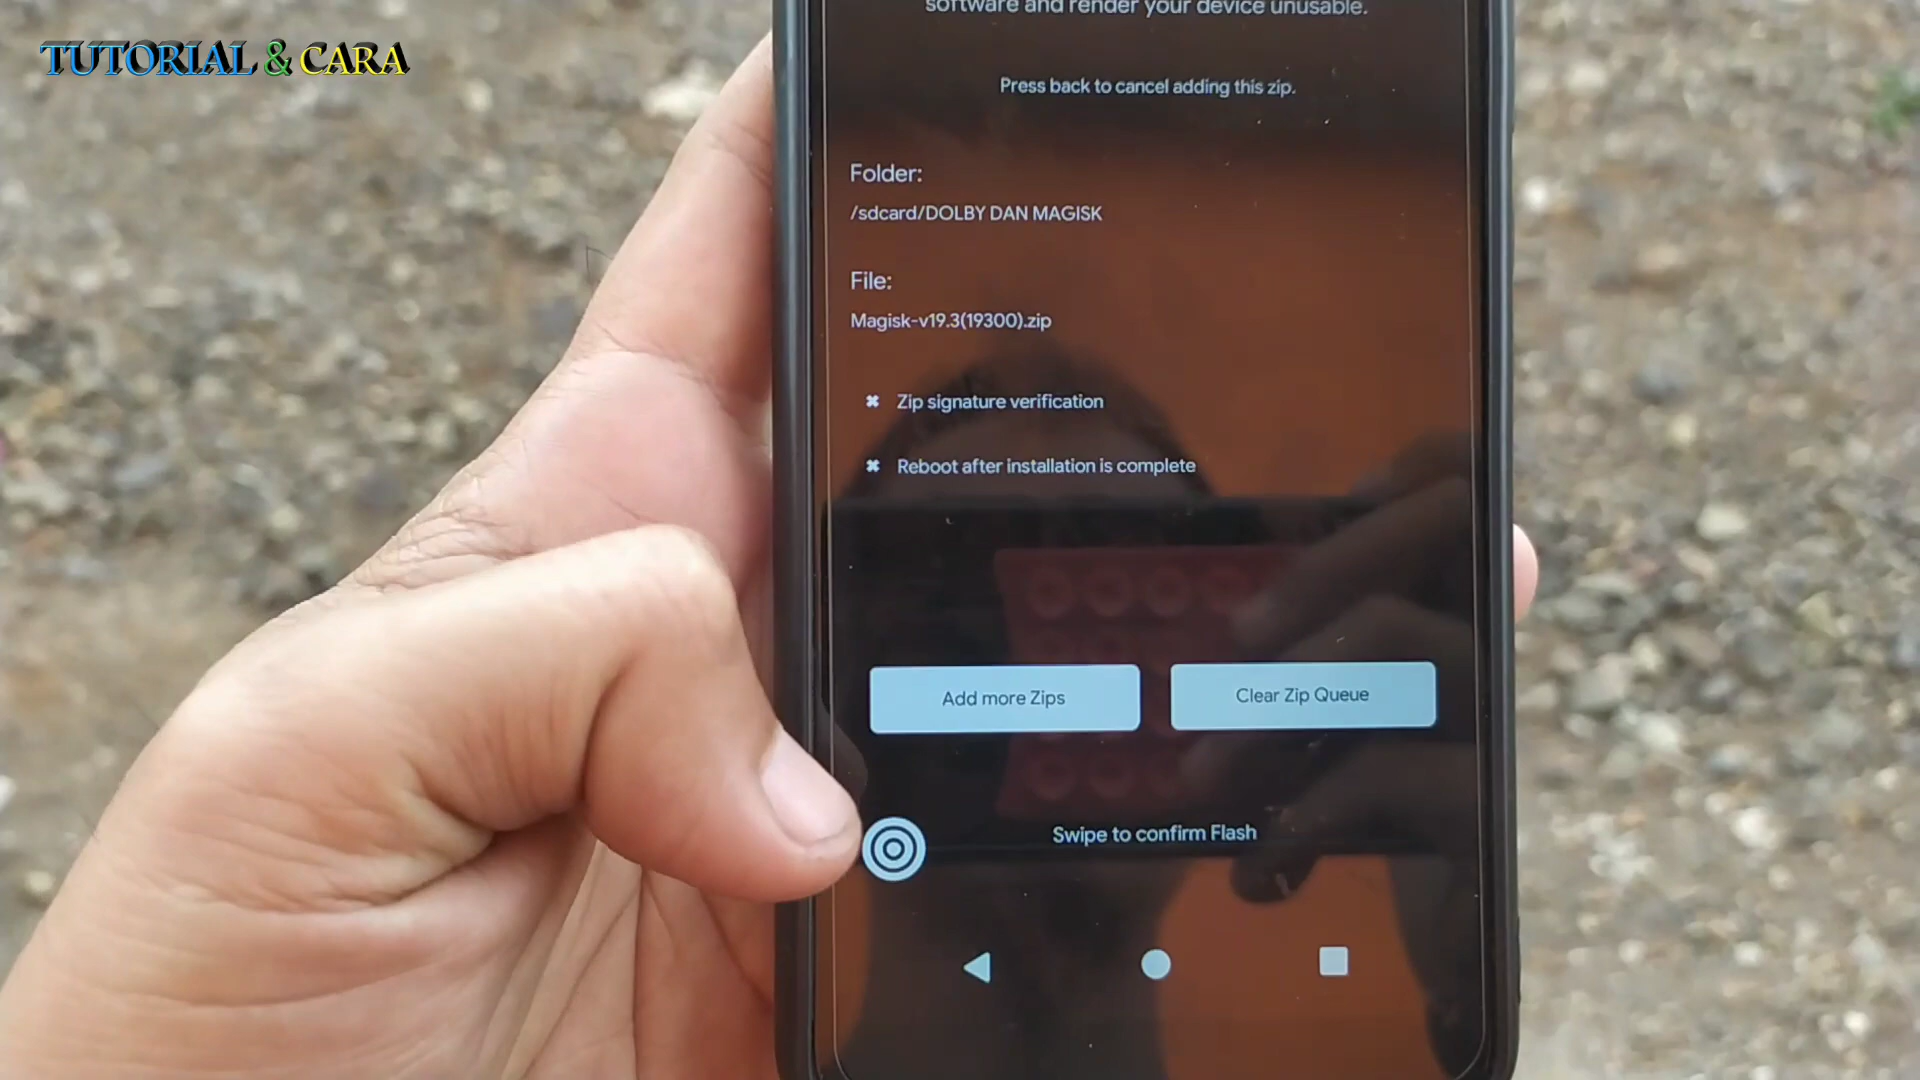 TUTORIAL & CARA
software and render your device unusable.
Press back to cancel adding this zip.
Folder:
/sdcard/DOLBY DAN MAGISK
File:
Magisk-v19.3(19300).zip
✖ Zip signature verification
✖ Reboot after installation is complete
Add more Zips
Clear Zip Queue
Swipe to confirm Flash